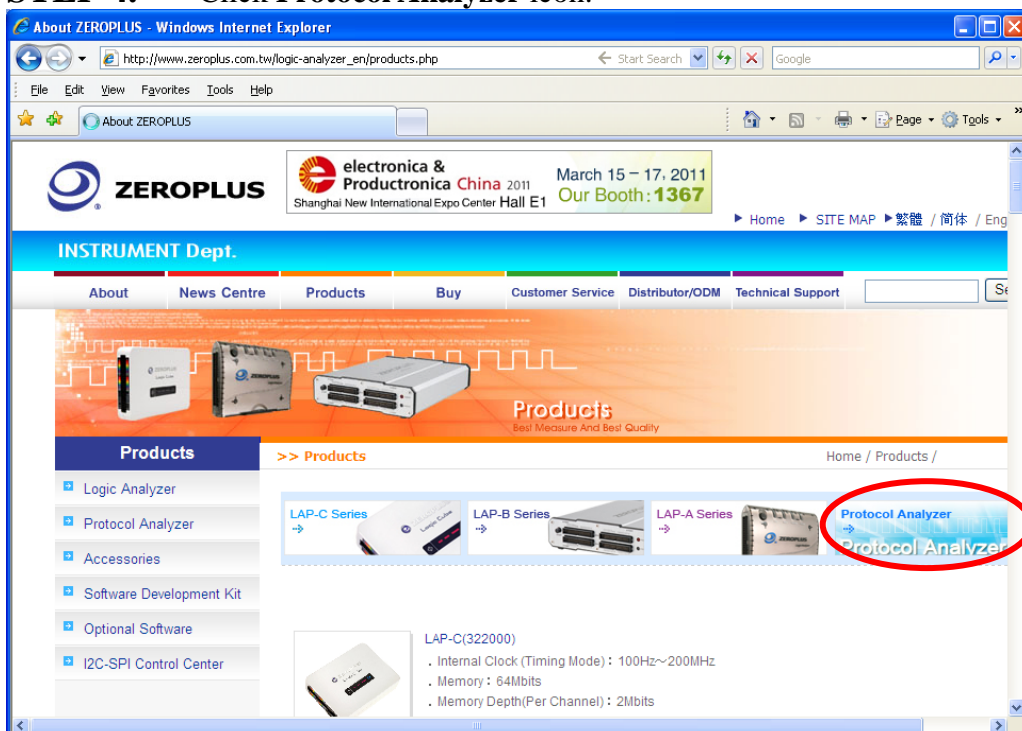 About ZEROPLUS - Windows Internet Explorer
http://www.zeroplus.com.tw/logic-analyzer_en/products.php
Start Search
Google
File Edit View Favorites Tools Help
About ZEROPLUS
Page Tools
ZEROPLUS
electronica &
Productronica China 2011
Shanghai New International Expo Center Hall E1
March 15 – 17, 2011
Our Booth:1367
Home SITE MAP 繁體 / 简体 / Eng
INSTRUMENT Dept.
About News Centre Products Buy Customer Service Distributor/ODM Technical Support
Products
Best Measure And Best Quality
Products
>> Products
Home / Products /
Logic Analyzer
Protocol Analyzer
Accessories
Software Development Kit
Optional Software
I2C-SPI Control Center
LAP-C Series
LAP-B Series
LAP-A Series
Protocol Analyzer
Protocol Analyzer
LAP-C(322000)
. Internal Clock (Timing Mode):100Hz～200MHz
. Memory:64Mbits
. Memory Depth(Per Channel):2Mbits